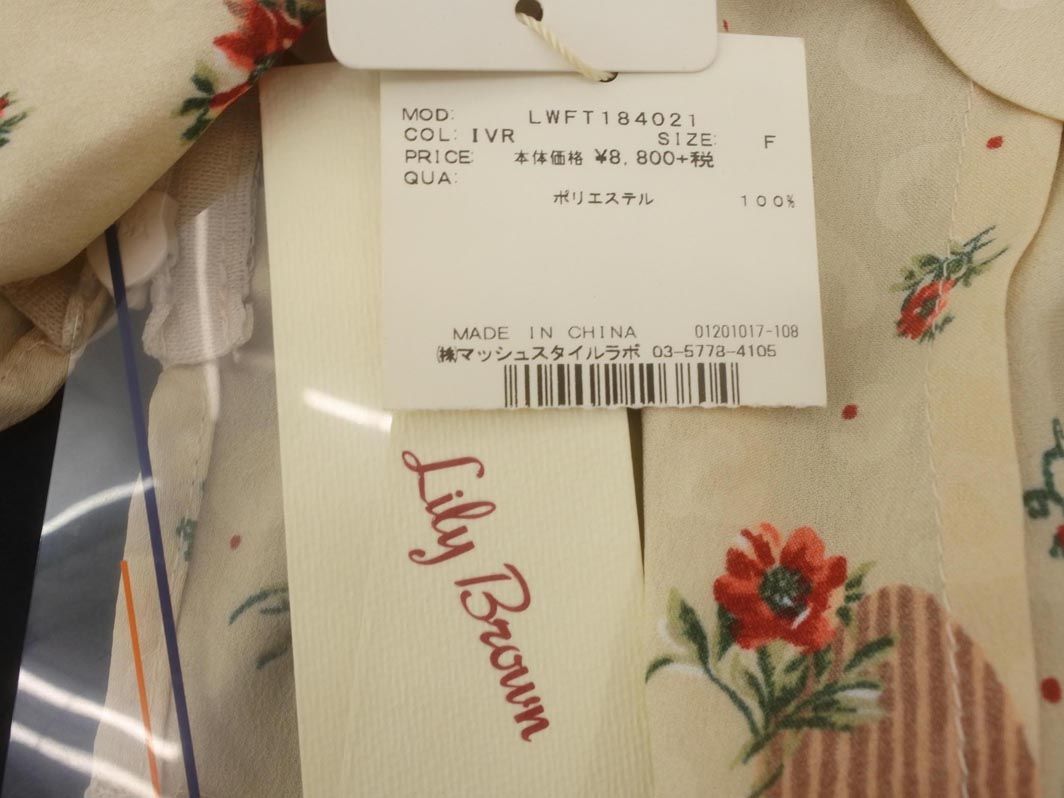 MOD: LWFT184021
COL: IVR SIZE: F
PRICE: 本体価格 ¥8,800+税
QUA:
ポリエステル 100%
MADE IN CHINA 01201017-108
㈱マッシュスタイルラボ 03-5778-4105
Lily Brown